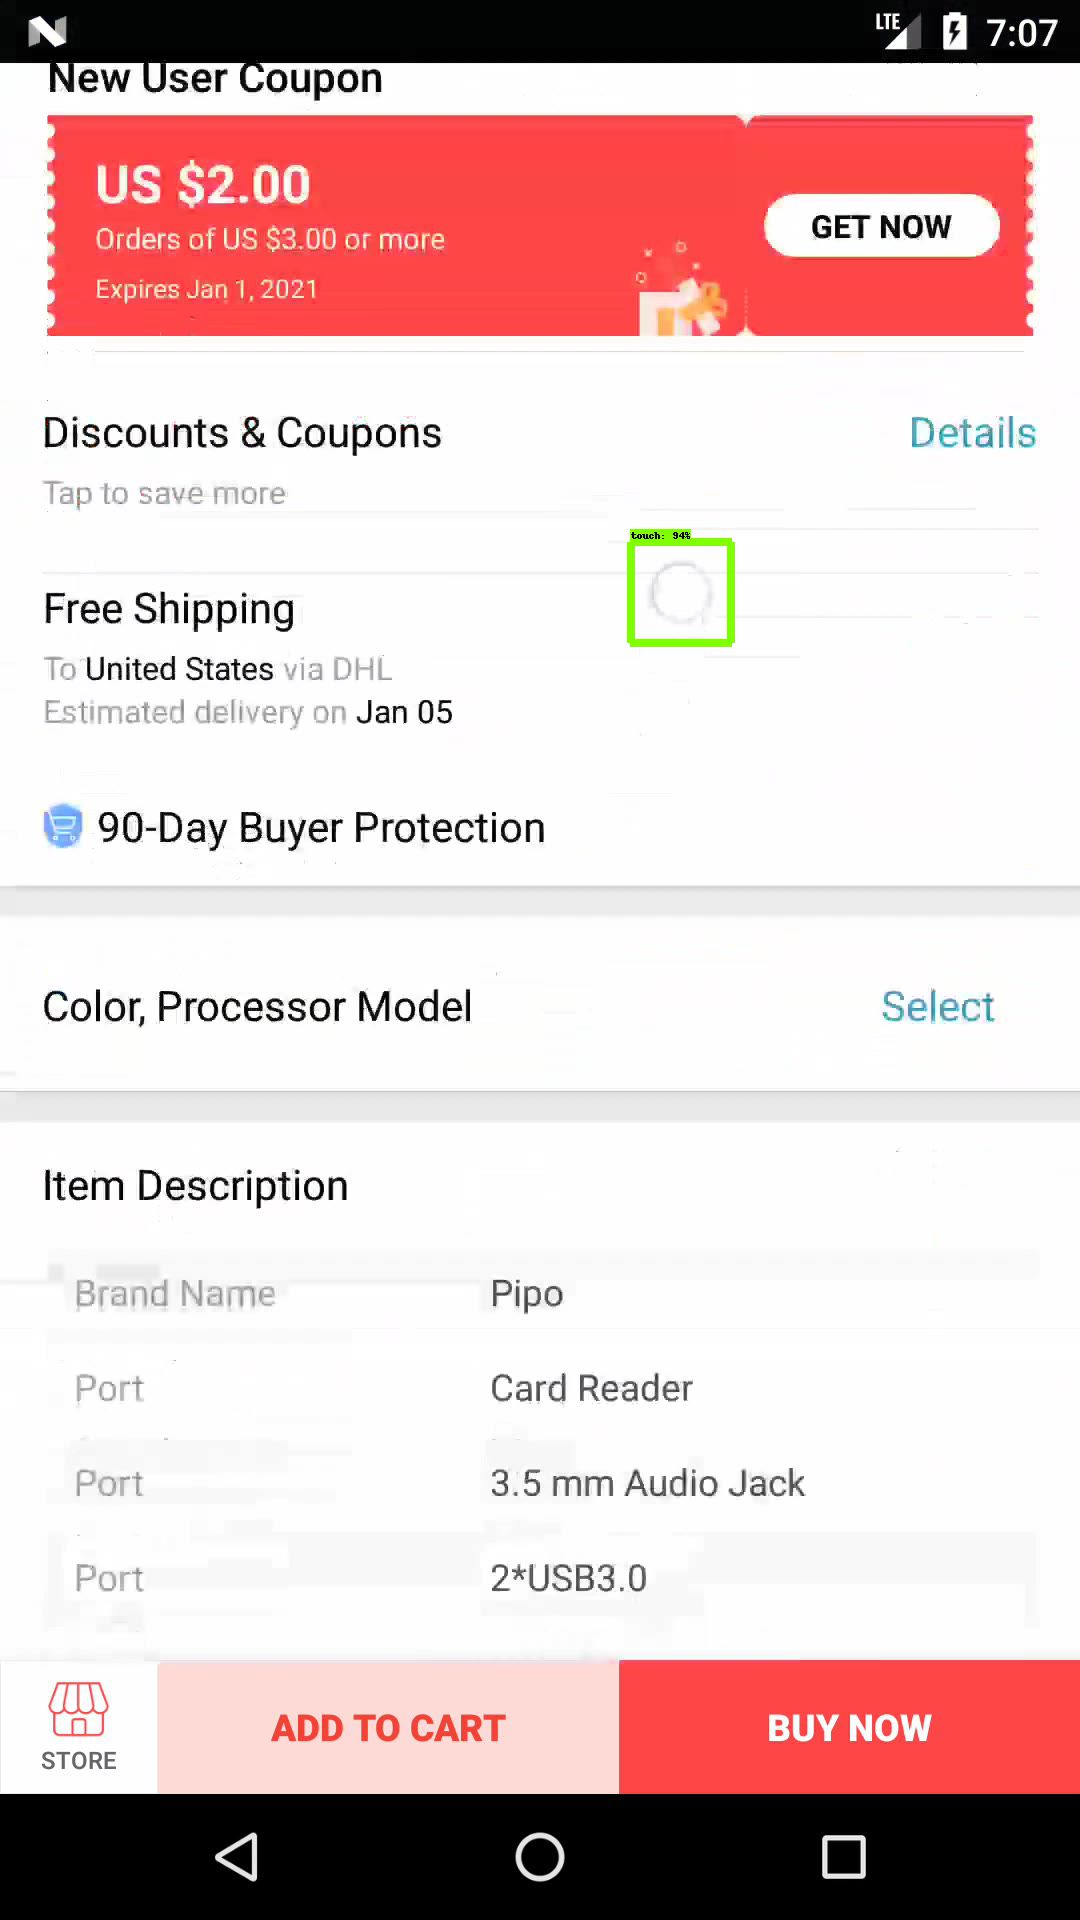 LTE 7:07
New User Coupon
US $2.00
Orders of US $3.00 or more
Expires Jan 1, 2021
GET NOW
Discounts & Coupons Details
Tap to save more
touch: 94%
Free Shipping
To United States via DHL
Estimated delivery on Jan 05
90-Day Buyer Protection
Color, Processor Model Select
Item Description
Brand Name Pipo
Port Card Reader
Port 3.5 mm Audio Jack
Port 2*USB3.0
STORE
ADD TO CART
BUY NOW